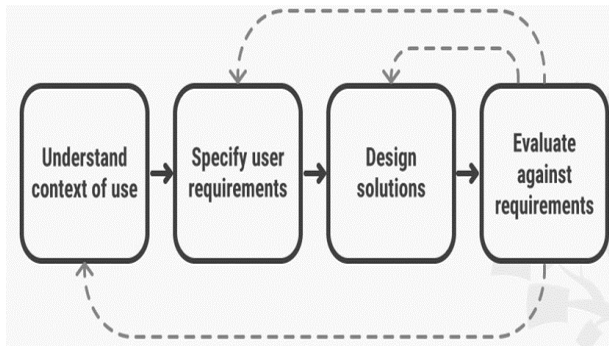 Understand
context of use
Specify user
requirements
Design
solutions
Evaluate
against
requirements